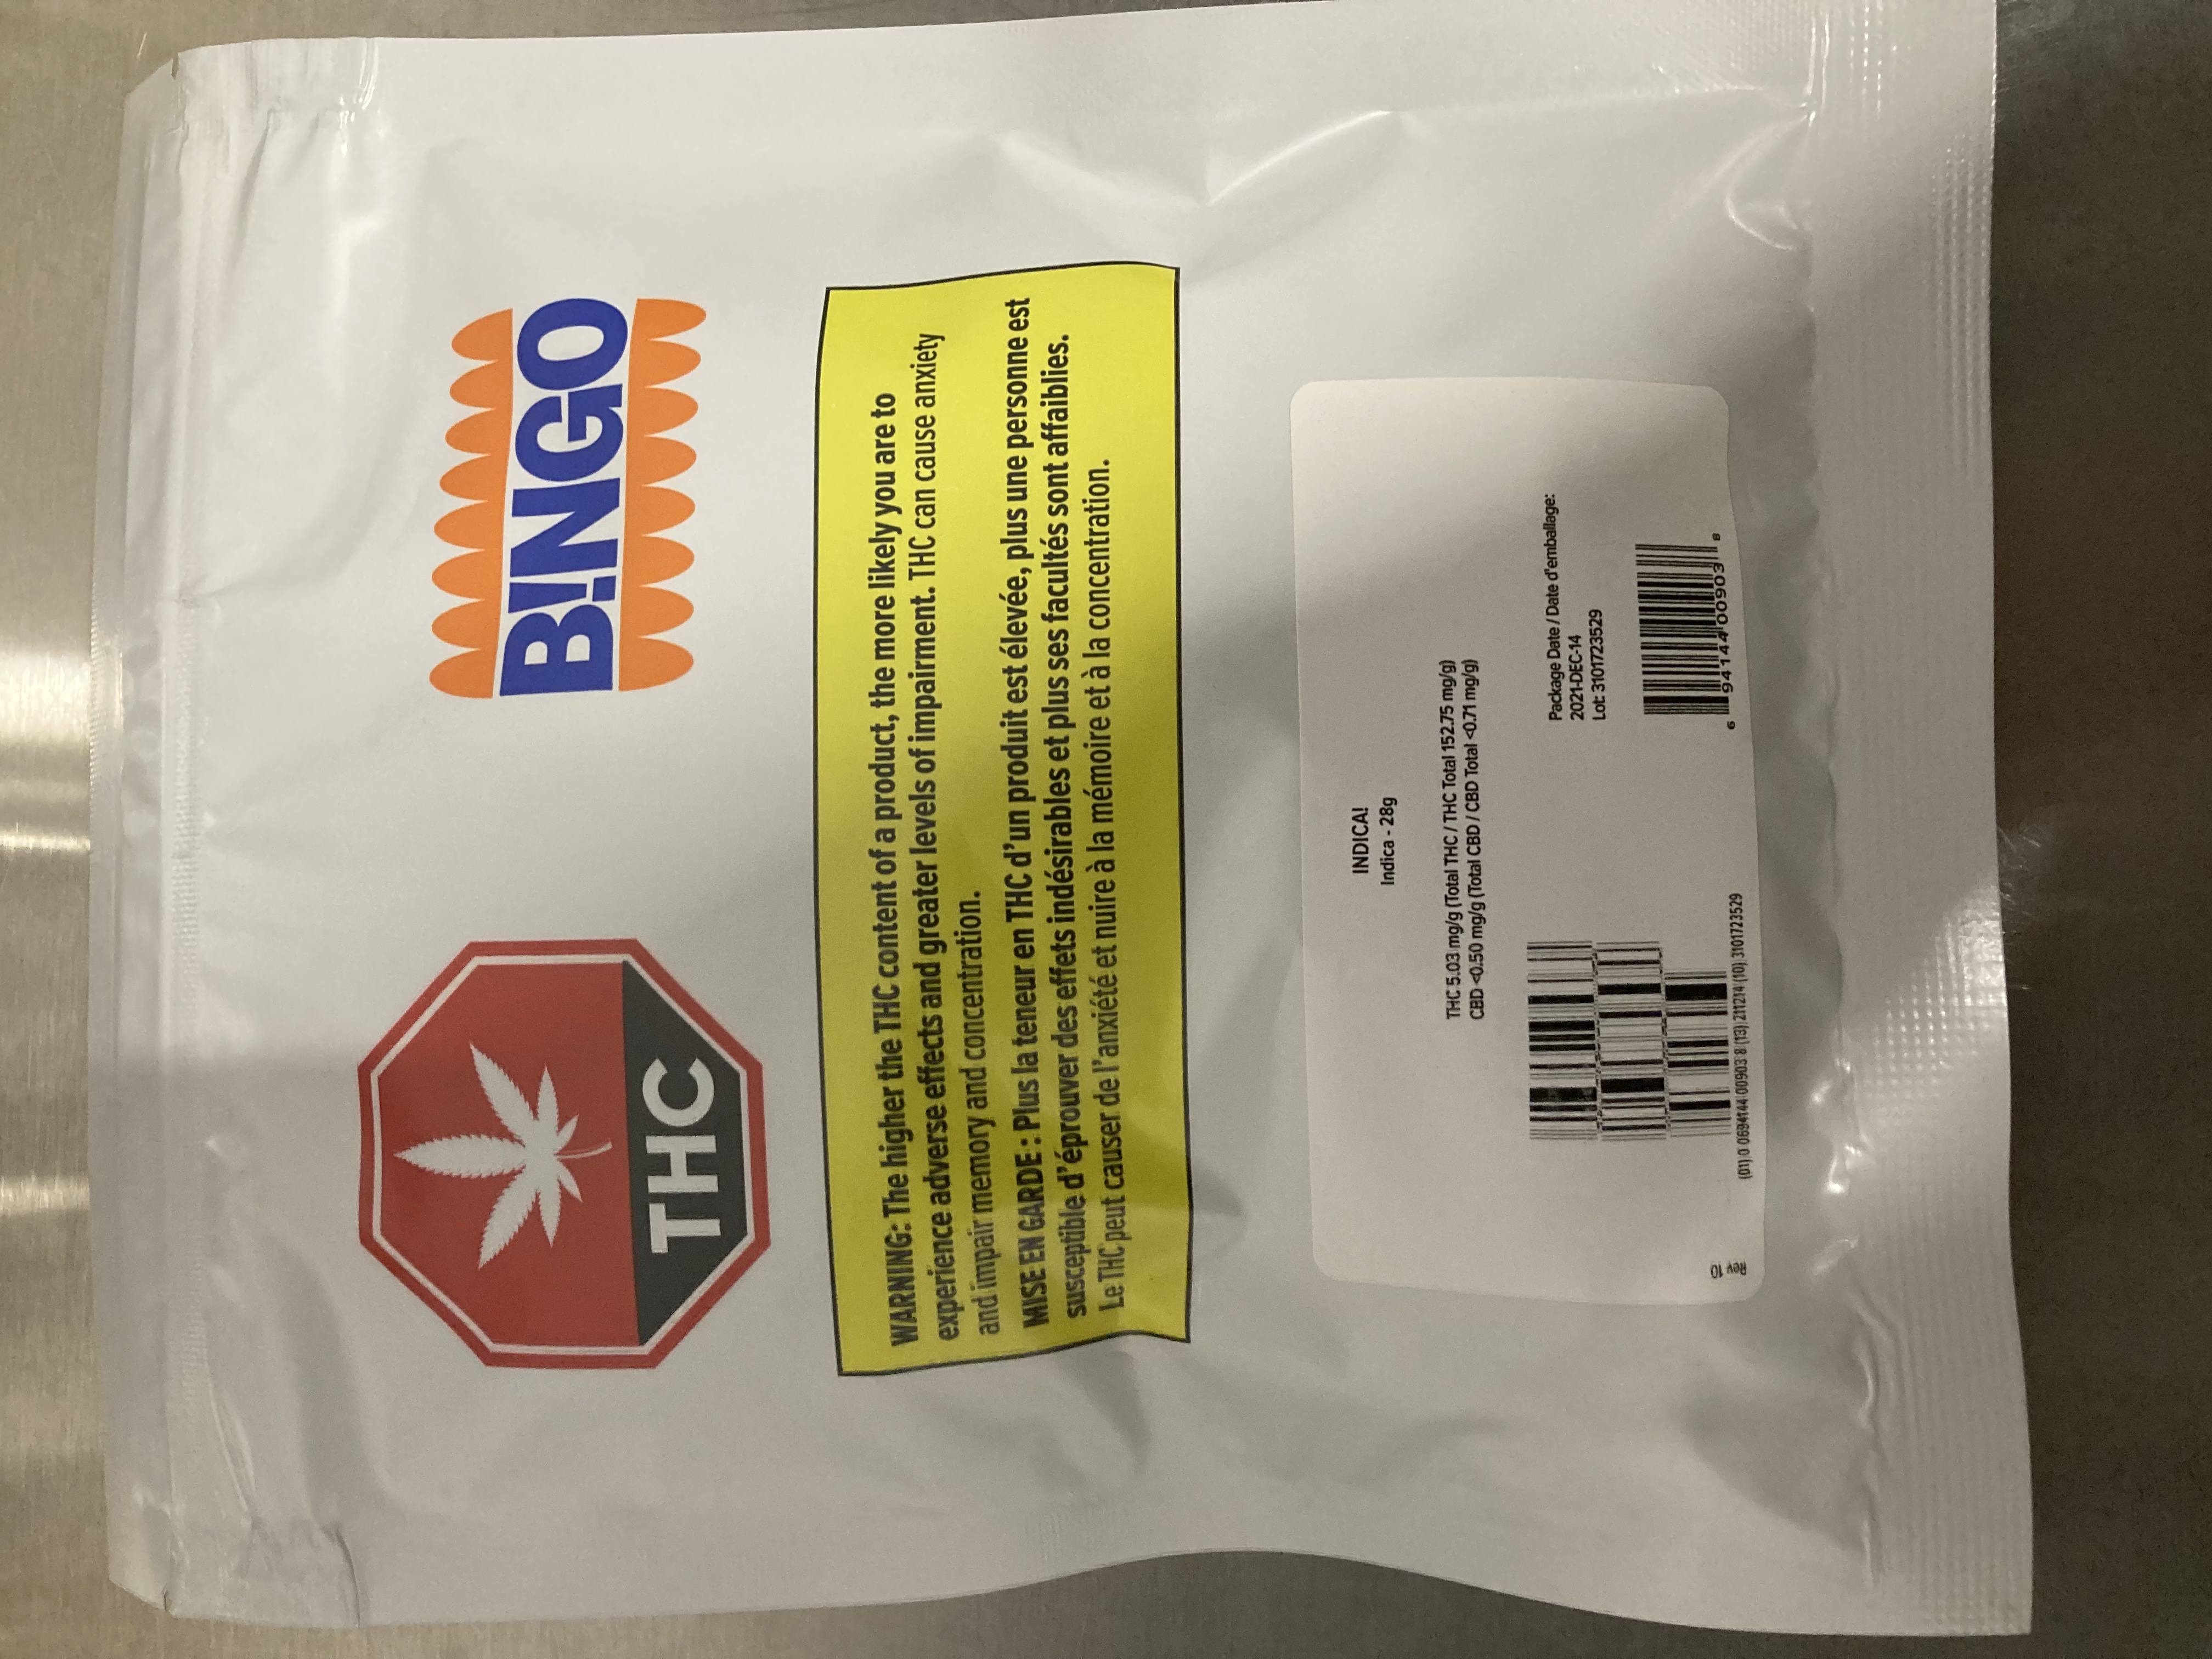 THC
B!NGO
WARNING: The higher the THC content of a product, the more likely you are to
experience adverse effects and greater levels of impairment. THC can cause anxiety
and impair memory and concentration.
MISE EN GARDE : Plus la teneur en THC d'un produit est élevée, plus une personne est
susceptible d'éprouver des effets indésirables et plus ses facultés sont affaiblies.
Le THC peut causer de l'anxiété et nuire à la mémoire et à la concentration.
INDICA!
Indica - 28g
THC 5.03 mg/g (Total THC / THC Total 152.75 mg/g)
CBD <0.50 mg/g (Total CBD / CBD Total <0.71 mg/g)
Package Date / Date d'emballage:
2021-DEC-14
Lot: 3101723529
Rev 10
(01) 0 0694144 00903 8 (13) 211214 (10) 3101723529
6 94144 00903 8